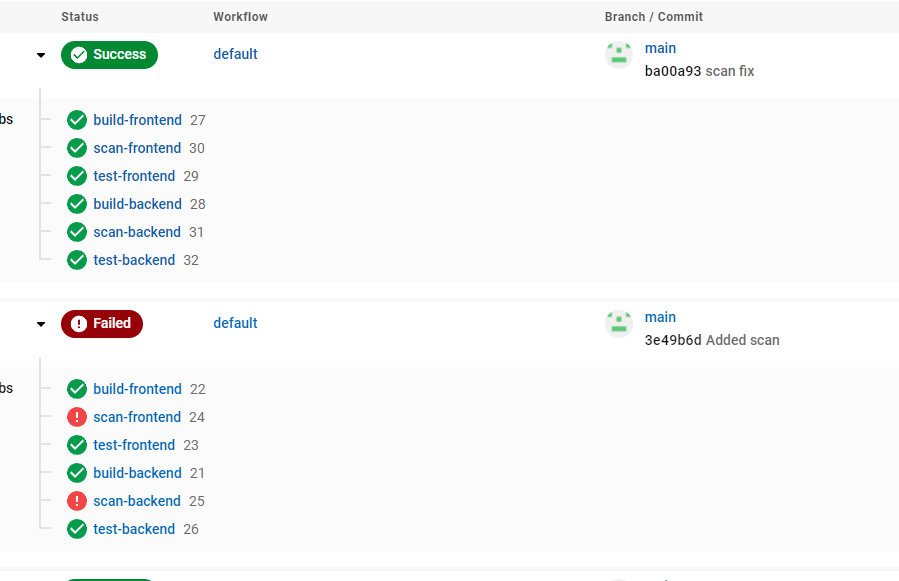 Status Workflow Branch / Commit
Success default main
ba00a93 scan fix
bs build-frontend 27
scan-frontend 30
test-frontend 29
build-backend 28
scan-backend 31
test-backend 32
Failed default main
3e49b6d Added scan
bs build-frontend 22
scan-frontend 24
test-frontend 23
build-backend 21
scan-backend 25
test-backend 26